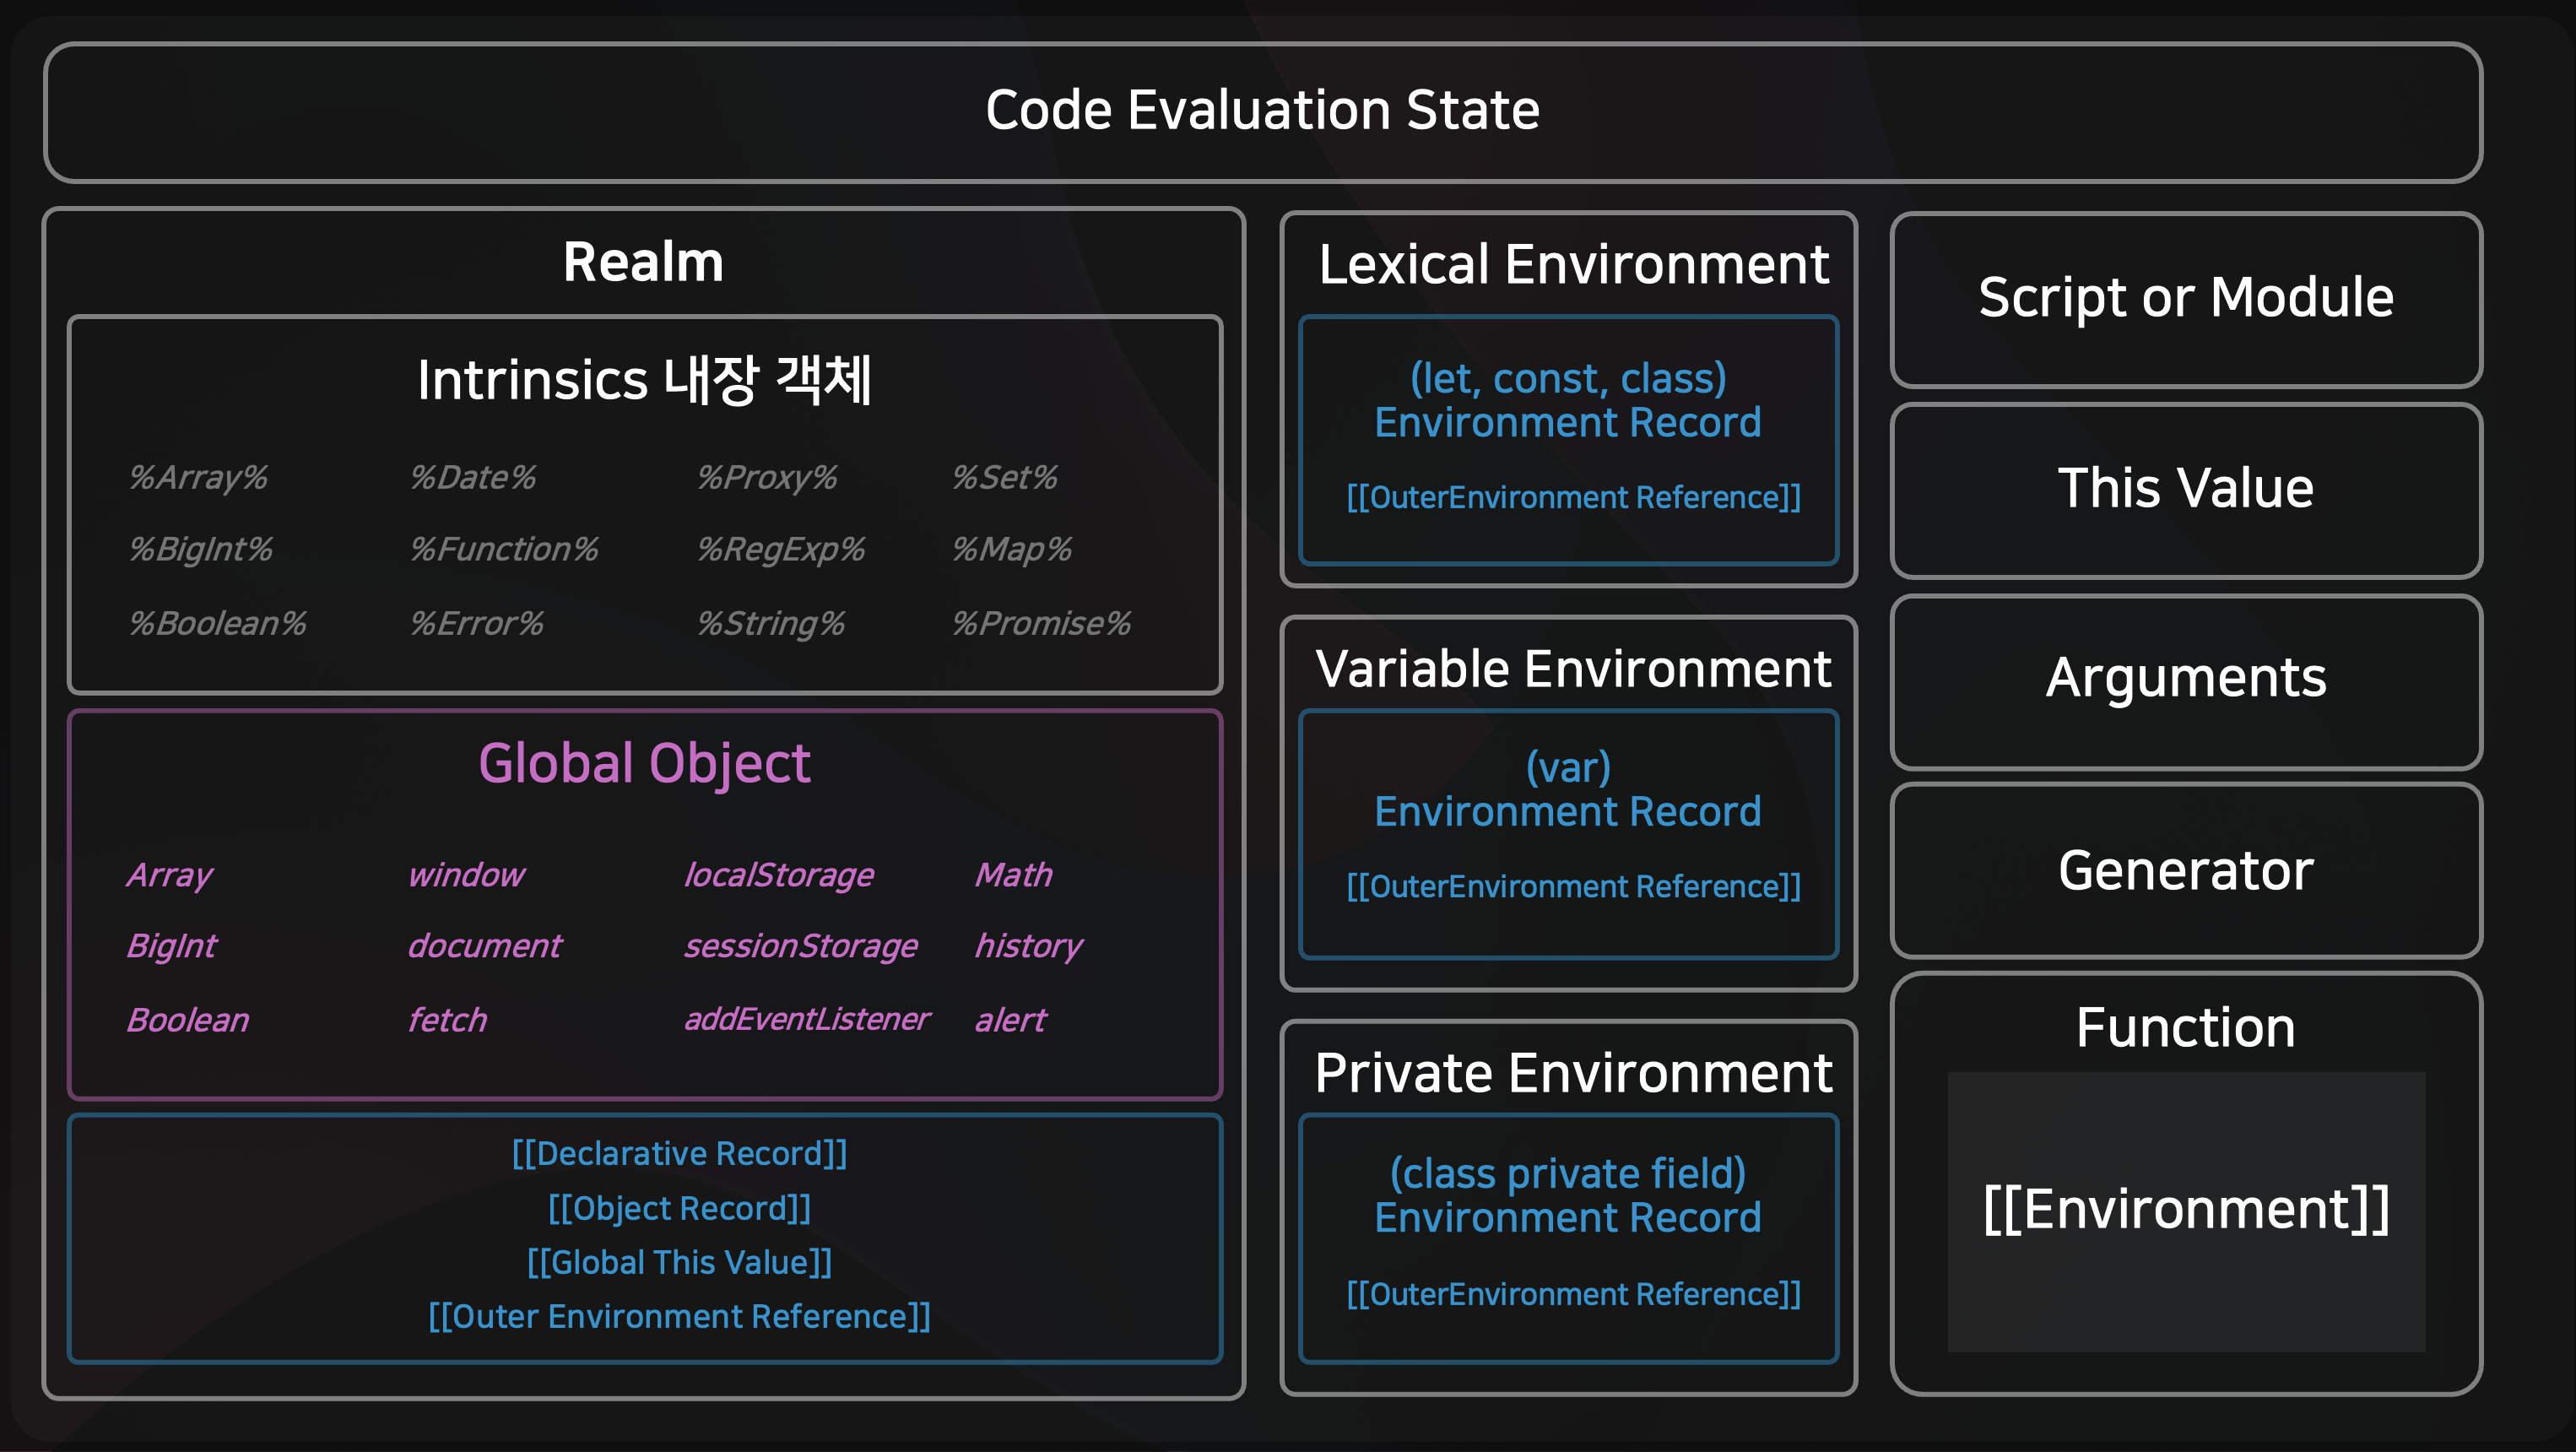 Code Evaluation State
Realm
Intrinsics 내장 객체
%Array% %Date% %Proxy% %Set%
%BigInt% %Function% %RegExp% %Map%
%Boolean% %Error% %String% %Promise%
Global Object
Array window localStorage Math
BigInt document sessionStorage history
Boolean fetch addEventListener alert
[[Declarative Record]]
[[Object Record]]
[[Global This Value]]
[[Outer Environment Reference]]
Lexical Environment
(let, const, class)
Environment Record
[[OuterEnvironment Reference]]
Variable Environment
(var)
Environment Record
[[OuterEnvironment Reference]]
Private Environment
(class private field)
Environment Record
[[OuterEnvironment Reference]]
Script or Module
This Value
Arguments
Generator
Function
[[Environment]]